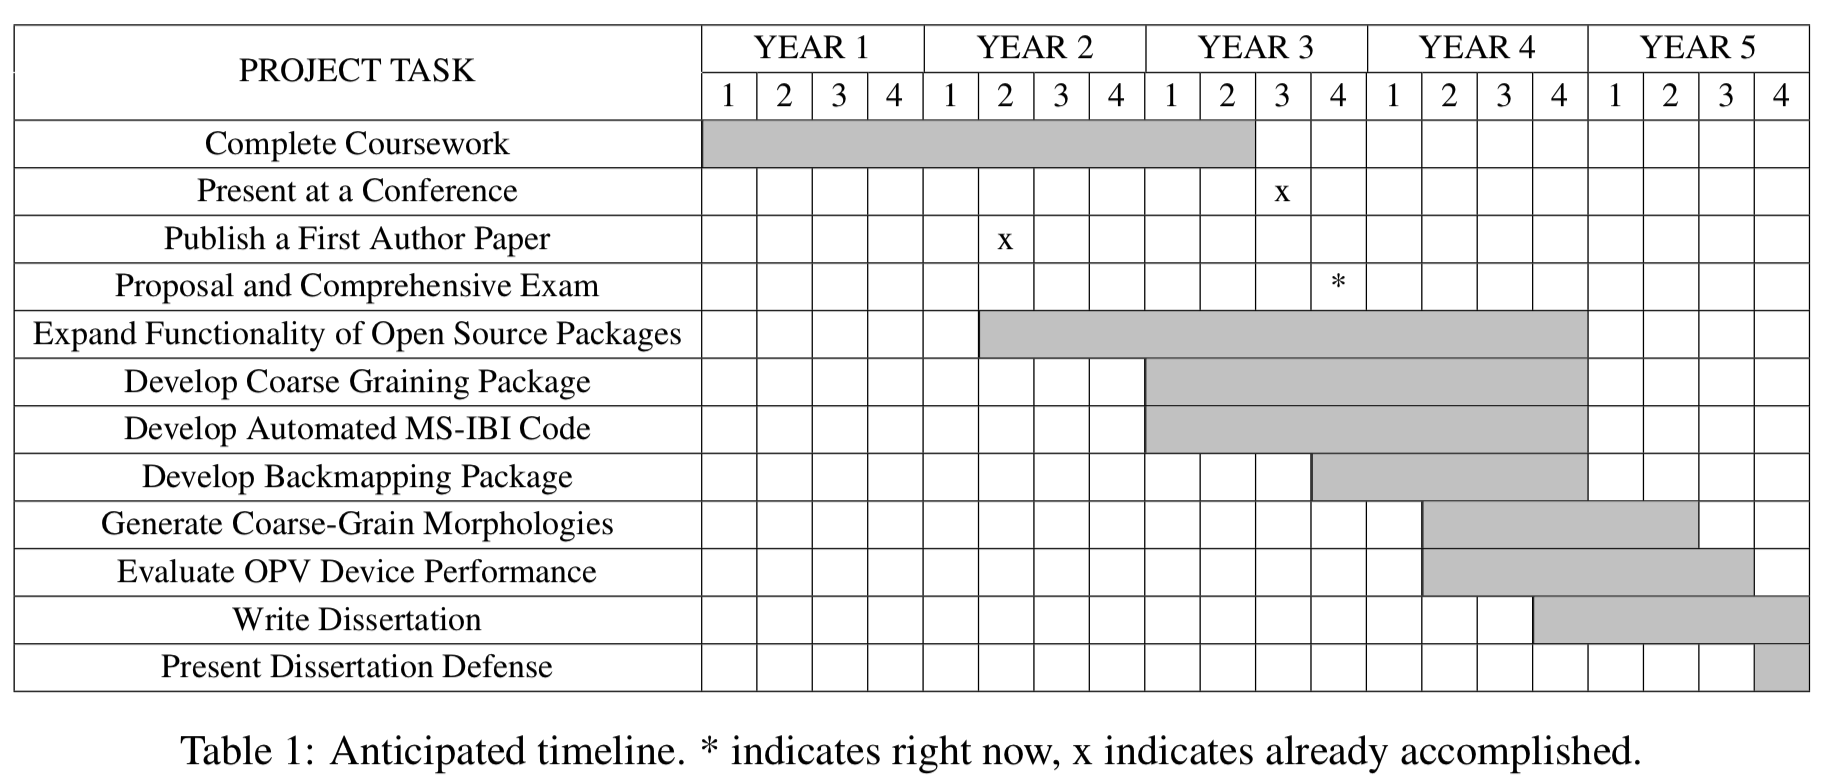 PROJECT TASK YEAR 1 YEAR 2 YEAR 3 YEAR 4 YEAR 5
1 2 3 4 1 2 3 4 1 2 3 4 1 2 3 4 1 2 3 4
Complete Coursework
Present at a Conference x
Publish a First Author Paper x
Proposal and Comprehensive Exam *
Expand Functionality of Open Source Packages
Develop Coarse Graining Package
Develop Automated MS-IBI Code
Develop Backmapping Package
Generate Coarse-Grain Morphologies
Evaluate OPV Device Performance
Write Dissertation
Present Dissertation Defense
Table 1: Anticipated timeline. * indicates right now, x indicates already accomplished.